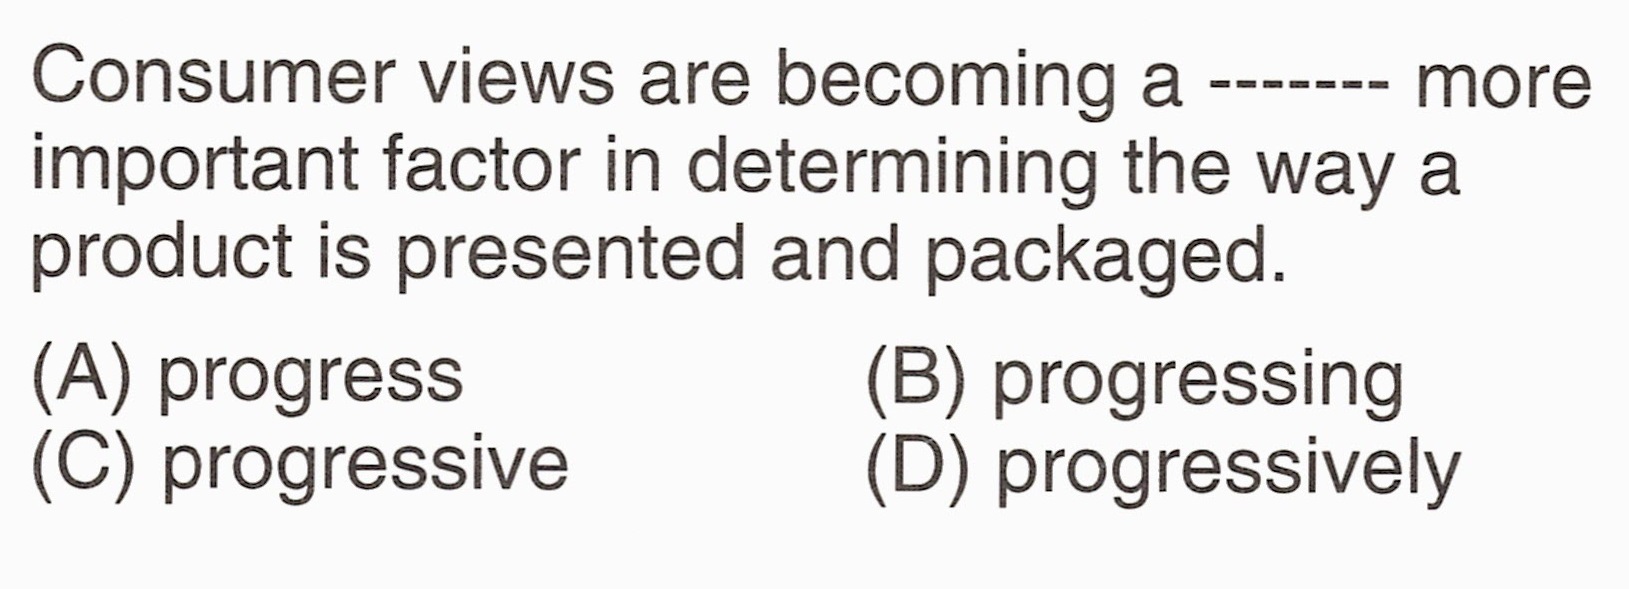 Consumer views are becoming a ------- more
important factor in determining the way a
product is presented and packaged.
(A) progress (B) progressing
(C) progressive (D) progressively